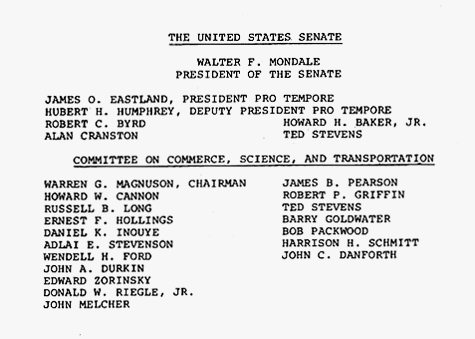 THE UNITED STATES SENATE
WALTER F. MONDALE
PRESIDENT OF THE SENATE
JAMES O. EASTLAND, PRESIDENT PRO TEMPORE
HUBERT H. HUMPHREY, DEPUTY PRESIDENT PRO TEMPORE
ROBERT C. BYRD HOWARD H. BAKER, JR.
ALAN CRANSTON TED STEVENS
COMMITTEE ON COMMERCE, SCIENCE, AND TRANSPORTATION
WARREN G. MAGNUSON, CHAIRMAN JAMES B. PEARSON
HOWARD W. CANNON ROBERT P. GRIFFIN
RUSSELL B. LONG TED STEVENS
ERNEST F. HOLLINGS BARRY GOLDWATER
DANIEL K. INOUYE BOB PACKWOOD
ADLAI E. STEVENSON HARRISON H. SCHMITT
WENDELL H. FORD JOHN C. DANFORTH
JOHN A. DURKIN
EDWARD ZORINSKY
DONALD W. RIEGLE, JR.
JOHN MELCHER